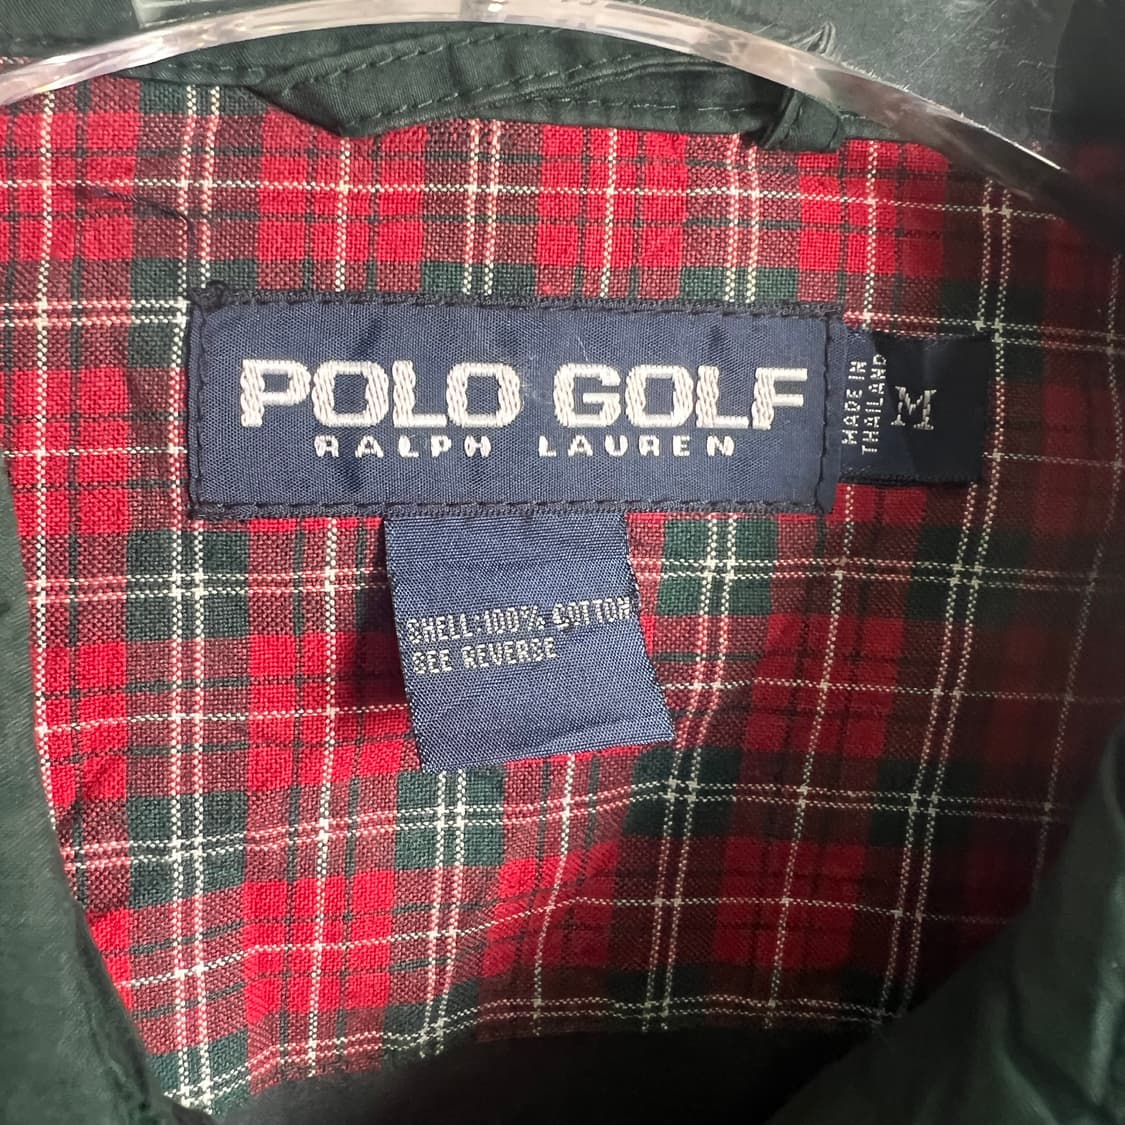 POLO GOLF
RALPH LAUREN
MADE IN
THAILAND
M
SHELL-100% COTTON
SEE REVERSE